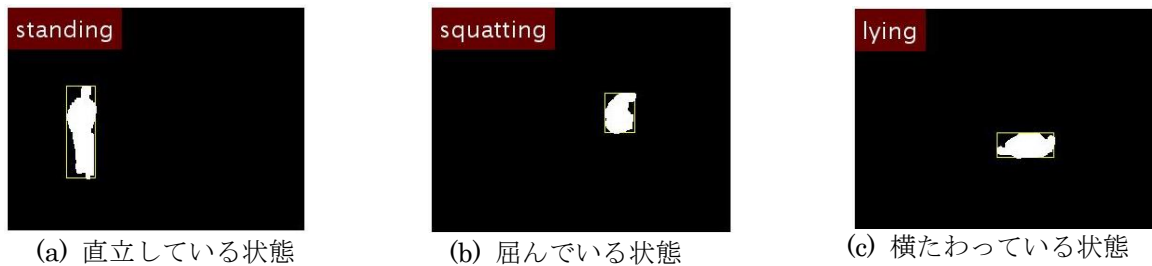 standing
squatting
lying
(a) 直立している状態
(b) 屈んでいる状態
(c) 横たわっている状態